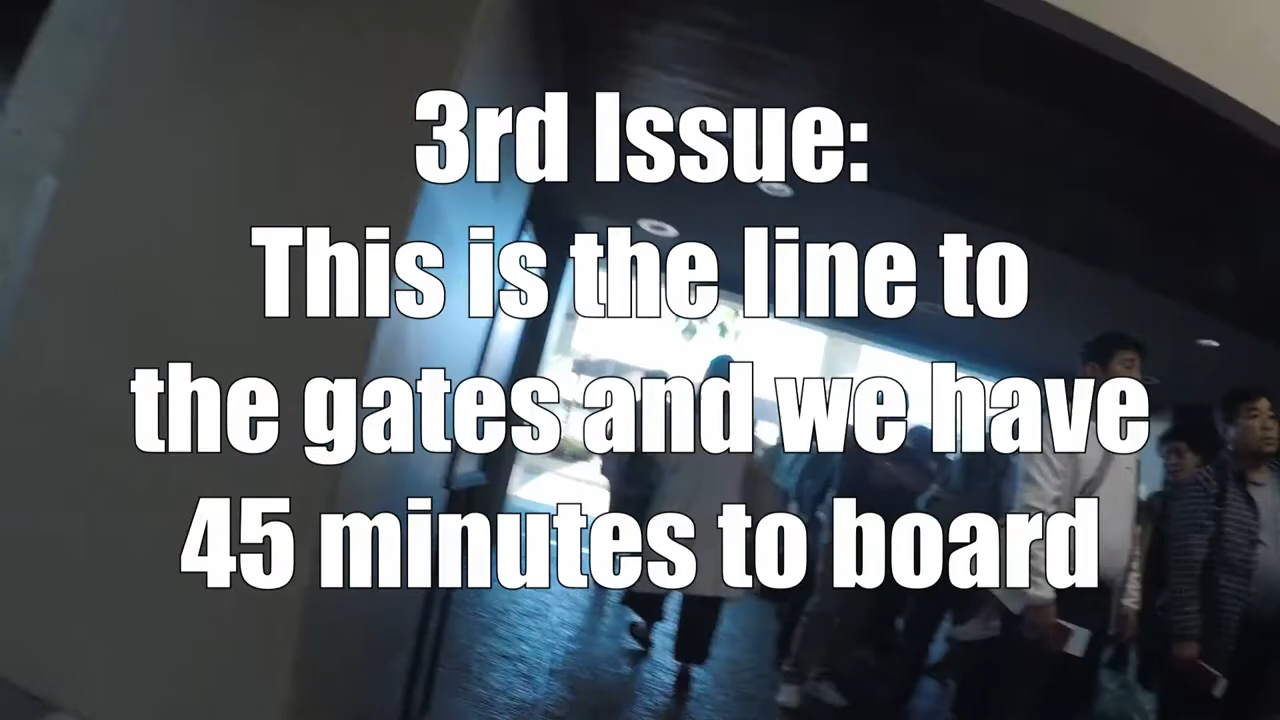 3rd Issue:
This is the line to
the gates and we have
45 minutes to board